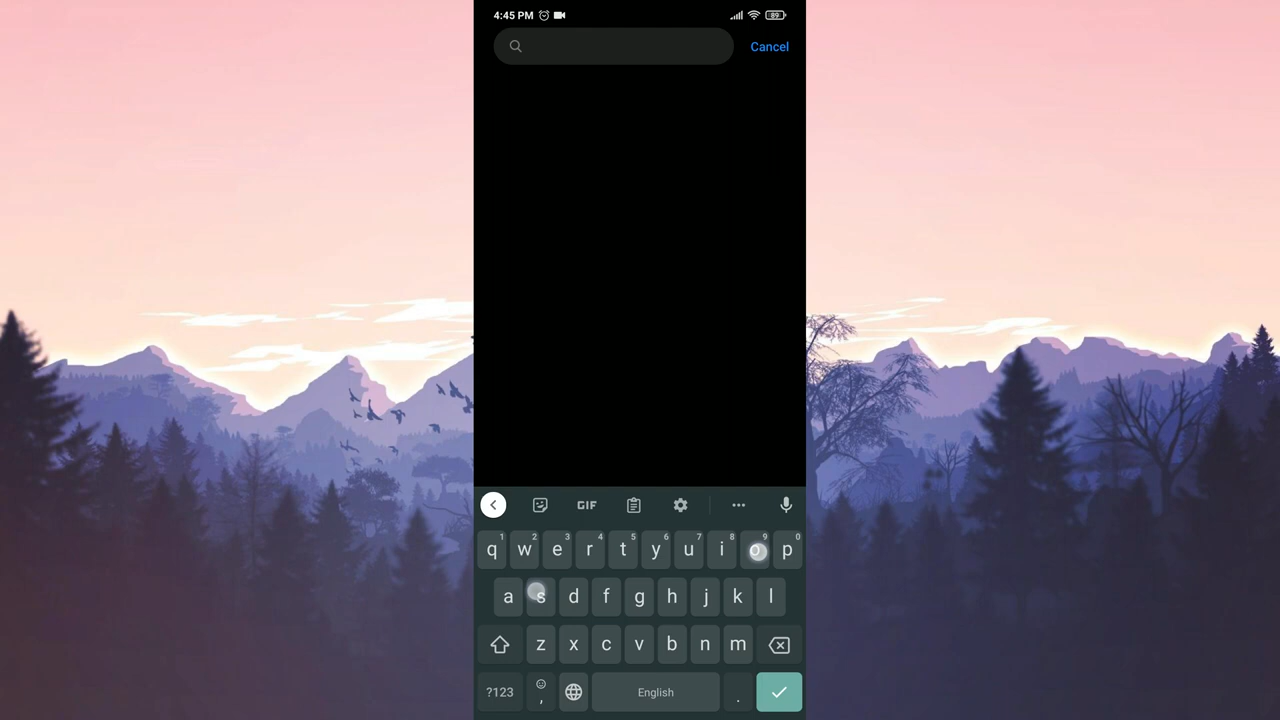 4:45 PM 89
Cancel
GIF
1 2 3 4 5 6 7 8 9 0
q w e r t y u i o p
a s d f g h j k l
z x c v b n m
?123 , English .